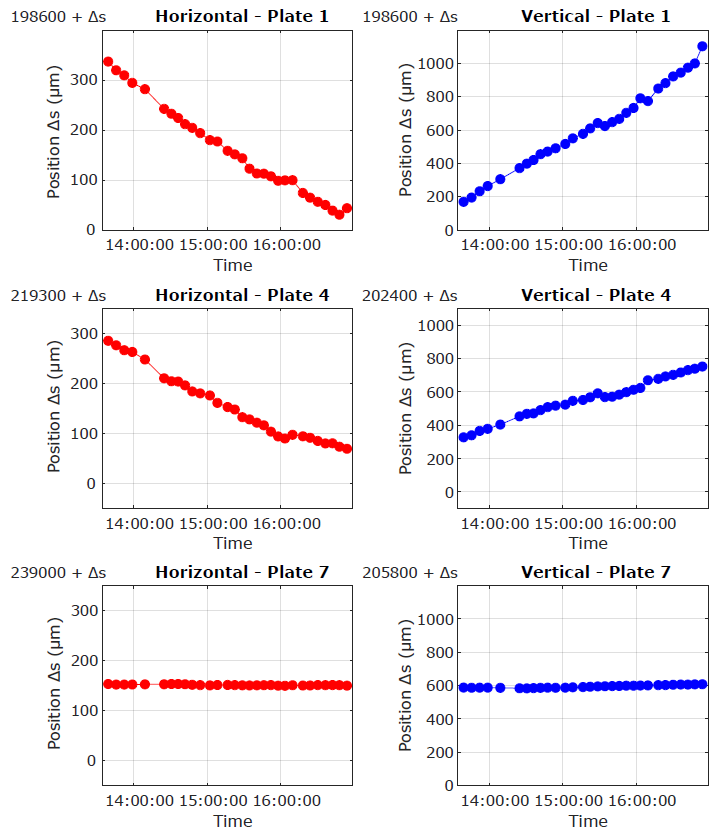 198600 + Δs Horizontal - Plate 1
Position Δs (μm)
300
200
100
0
14:00:00 15:00:00 16:00:00
Time
198600 + Δs Vertical - Plate 1
Position Δs (μm)
1000
800
600
400
200
0
14:00:00 15:00:00 16:00:00
Time
219300 + Δs Horizontal - Plate 4
Position Δs (μm)
300
200
100
0
14:00:00 15:00:00 16:00:00
Time
202400 + Δs Vertical - Plate 4
Position Δs (μm)
1000
800
600
400
200
0
14:00:00 15:00:00 16:00:00
Time
239000 + Δs Horizontal - Plate 7
Position Δs (μm)
300
200
100
0
14:00:00 15:00:00 16:00:00
Time
205800 + Δs Vertical - Plate 7
Position Δs (μm)
1000
800
600
400
200
0
14:00:00 15:00:00 16:00:00
Time